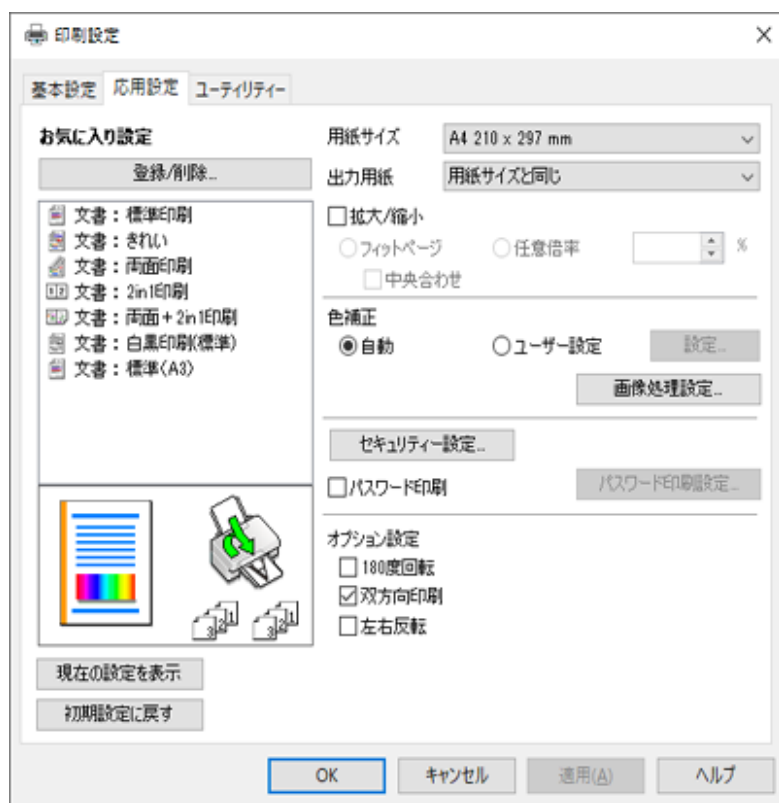 印刷設定
基本設定 応用設定 ユーティリティー
お気に入り設定
登録/削除...
文書:標準印刷
文書:きれい
文書:両面印刷
文書:2in1印刷
文書:両面+2in1印刷
文書:白黒印刷(標準)
文書:標準(A3)
現在の設定を表示
初期設定に戻す
用紙サイズ A4 210 x 297 mm
出力用紙 用紙サイズと同じ
拡大/縮小
フィットページ 任意倍率 %
中央合わせ
色補正
自動 ユーザー設定 設定...
画像処理設定...
セキュリティー設定...
パスワード印刷 パスワード印刷設定...
オプション設定
180度回転
双方向印刷
左右反転
OK キャンセル 適用(A) ヘルプ